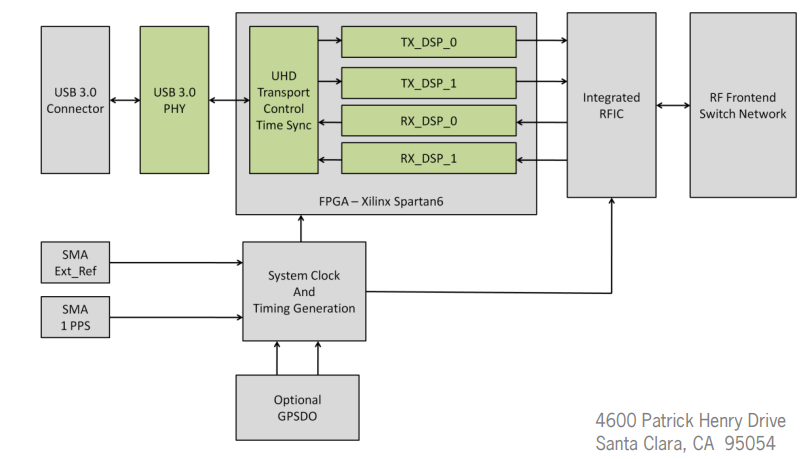 USB 3.0
Connector
USB 3.0
PHY
UHD
Transport
Control
Time Sync
TX_DSP_0
TX_DSP_1
RX_DSP_0
RX_DSP_1
FPGA – Xilinx Spartan6
Integrated
RFIC
RF Frontend
Switch Network
SMA
Ext_Ref
SMA
1 PPS
System Clock
And
Timing Generation
Optional
GPSDO
4600 Patrick Henry Drive
Santa Clara, CA 95054